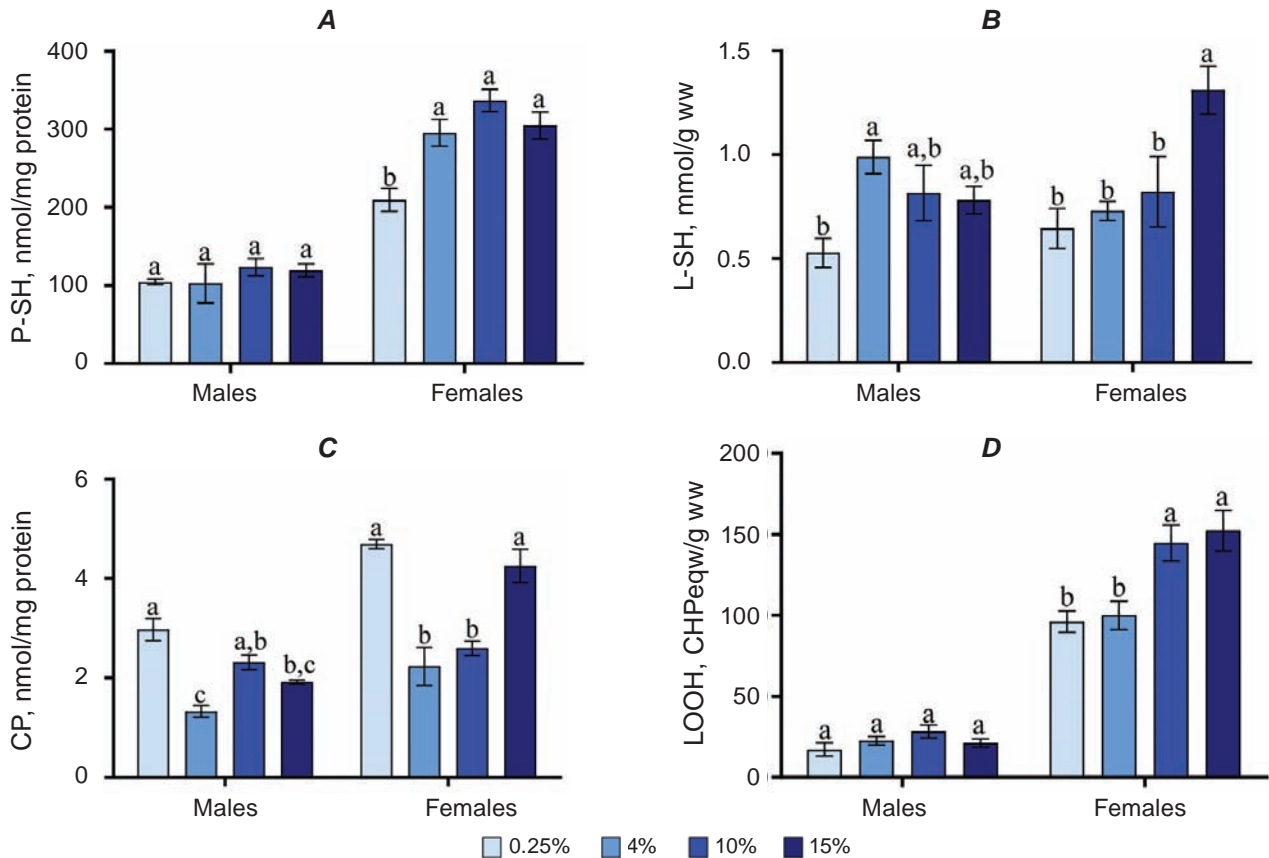 A
P-SH, nmol/mg protein
400
300
200
100
0
a
a
a
a
b
a
a
a
Males
Females
B
L-SH, mmol/g ww
1.5
1.0
0.5
0.0
b
a
a,b
a,b
b
b
b
a
Males
Females
C
CP, nmol/mg protein
6
4
2
0
a
c
a,b
b,c
a
b
b
a
Males
Females
D
LOOH, CHPeqw/g ww
200
150
100
50
0
a
a
a
a
b
b
a
a
Males
Females
0.25% 4% 10% 15%